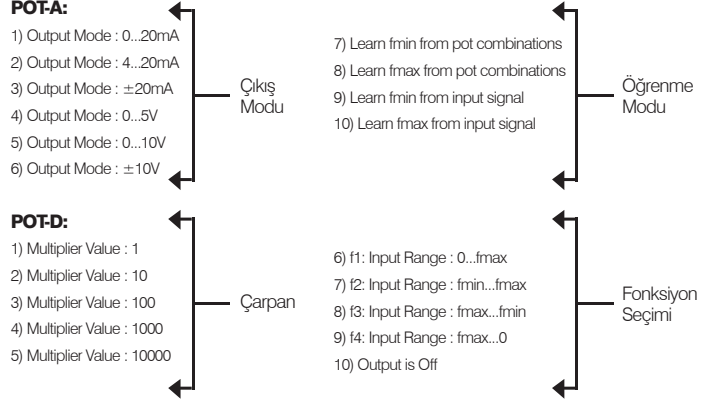 POT-A:
1) Output Mode : 0...20mA
2) Output Mode : 4...20mA
3) Output Mode : ±20mA
4) Output Mode : 0...5V
5) Output Mode : 0...10V
6) Output Mode : ±10V
Çıkış
Modu
7) Learn fmin from pot combinations
8) Learn fmax from pot combinations
9) Learn fmin from input signal
10) Learn fmax from input signal
Öğrenme
Modu
POT-D:
1) Multiplier Value : 1
2) Multiplier Value : 10
3) Multiplier Value : 100
4) Multiplier Value : 1000
5) Multiplier Value : 10000
Çarpan
6) f1: Input Range : 0...fmax
7) f2: Input Range : fmin...fmax
8) f3: Input Range : fmax...fmin
9) f4: Input Range : fmax...0
10) Output is Off
Fonksiyon
Seçimi